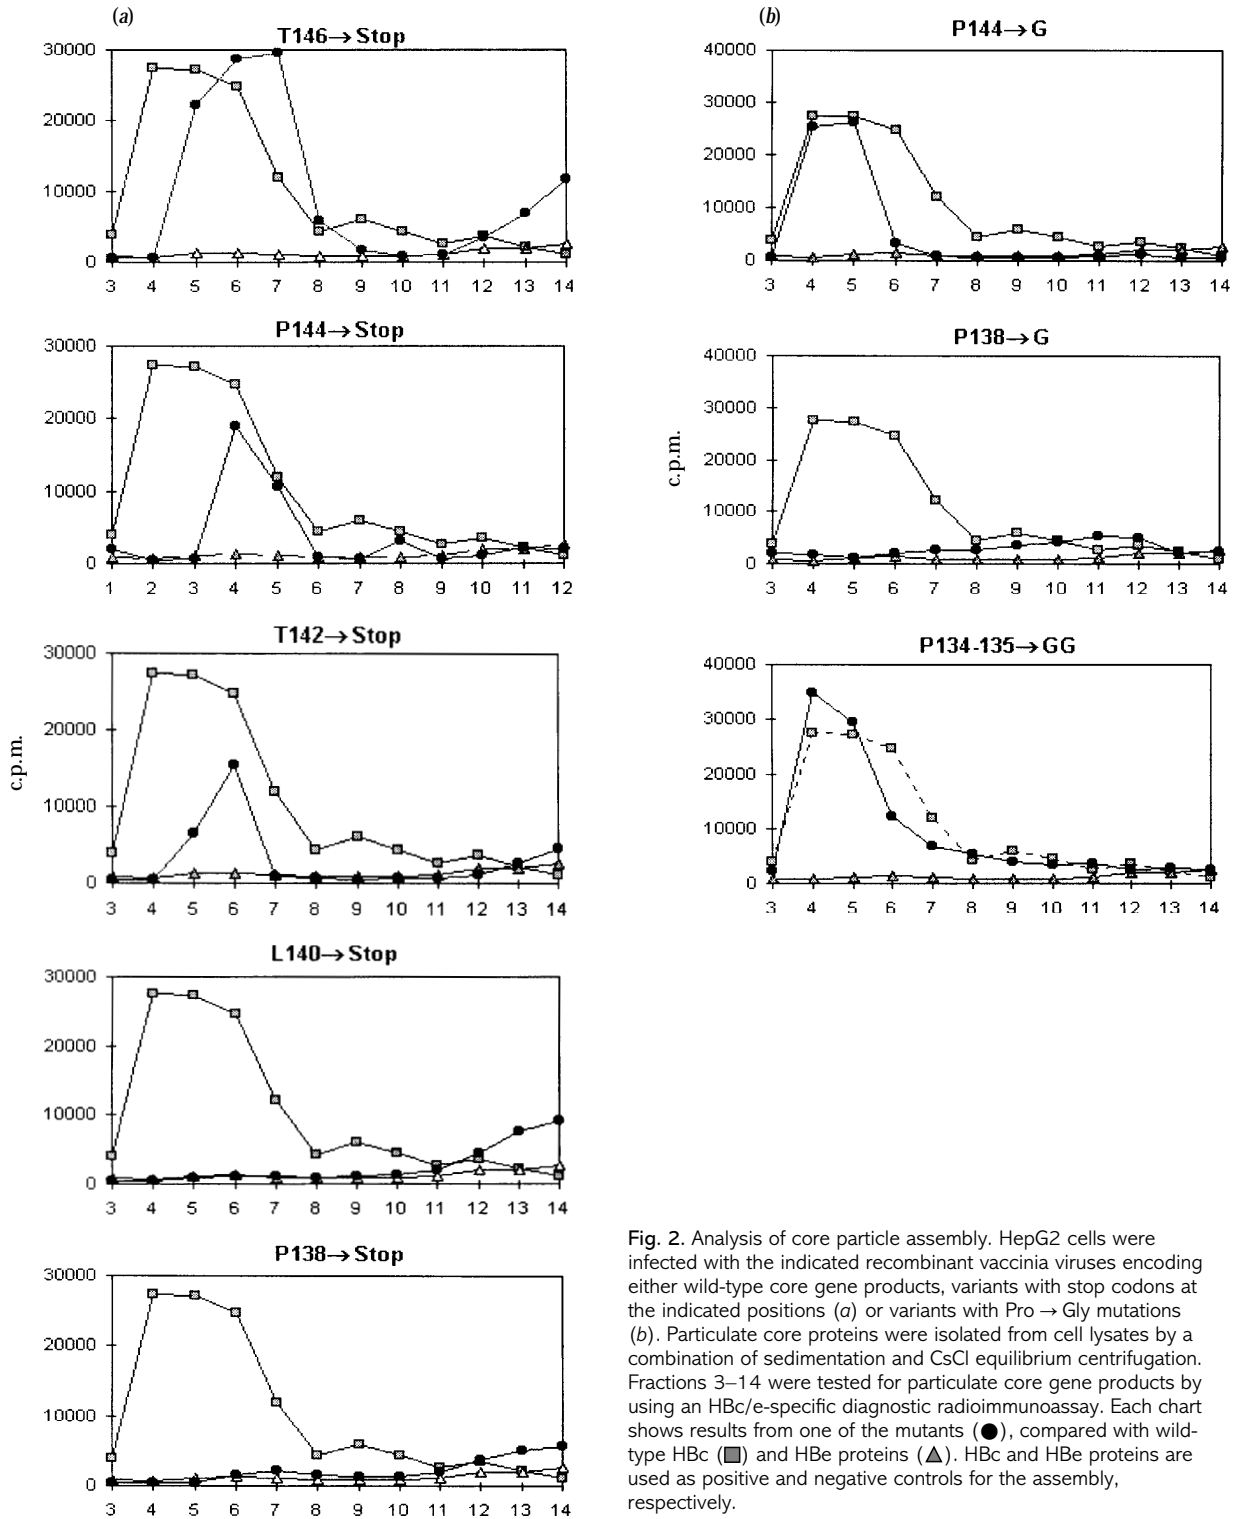 (a)
T146→Stop
30000
20000
10000
0
3 4 5 6 7 8 9 10 11 12 13 14
P144→Stop
30000
20000
10000
0
1 2 3 4 5 6 7 8 9 10 11 12
T142→Stop
30000
20000
10000
0
3 4 5 6 7 8 9 10 11 12 13 14
c.p.m.
L140→Stop
30000
20000
10000
0
3 4 5 6 7 8 9 10 11 12 13 14
P138→Stop
30000
20000
10000
0
3 4 5 6 7 8 9 10 11 12 13 14
(b)
P144→G
40000
30000
20000
10000
0
3 4 5 6 7 8 9 10 11 12 13 14
P138→G
40000
30000
20000
10000
0
3 4 5 6 7 8 9 10 11 12 13 14
c.p.m.
P134-135→GG
40000
30000
20000
10000
0
3 4 5 6 7 8 9 10 11 12 13 14
Fig. 2. Analysis of core particle assembly. HepG2 cells were
infected with the indicated recombinant vaccinia viruses encoding
either wild-type core gene products, variants with stop codons at
the indicated positions (a) or variants with Pro → Gly mutations
(b). Particulate core proteins were isolated from cell lysates by a
combination of sedimentation and CsCl equilibrium centrifugation.
Fractions 3–14 were tested for particulate core gene products by
using an HBc/e-specific diagnostic radioimmunoassay. Each chart
shows results from one of the mutants (●), compared with wild-
type HBc (■) and HBe proteins (▲). HBc and HBe proteins are
used as positive and negative controls for the assembly,
respectively.